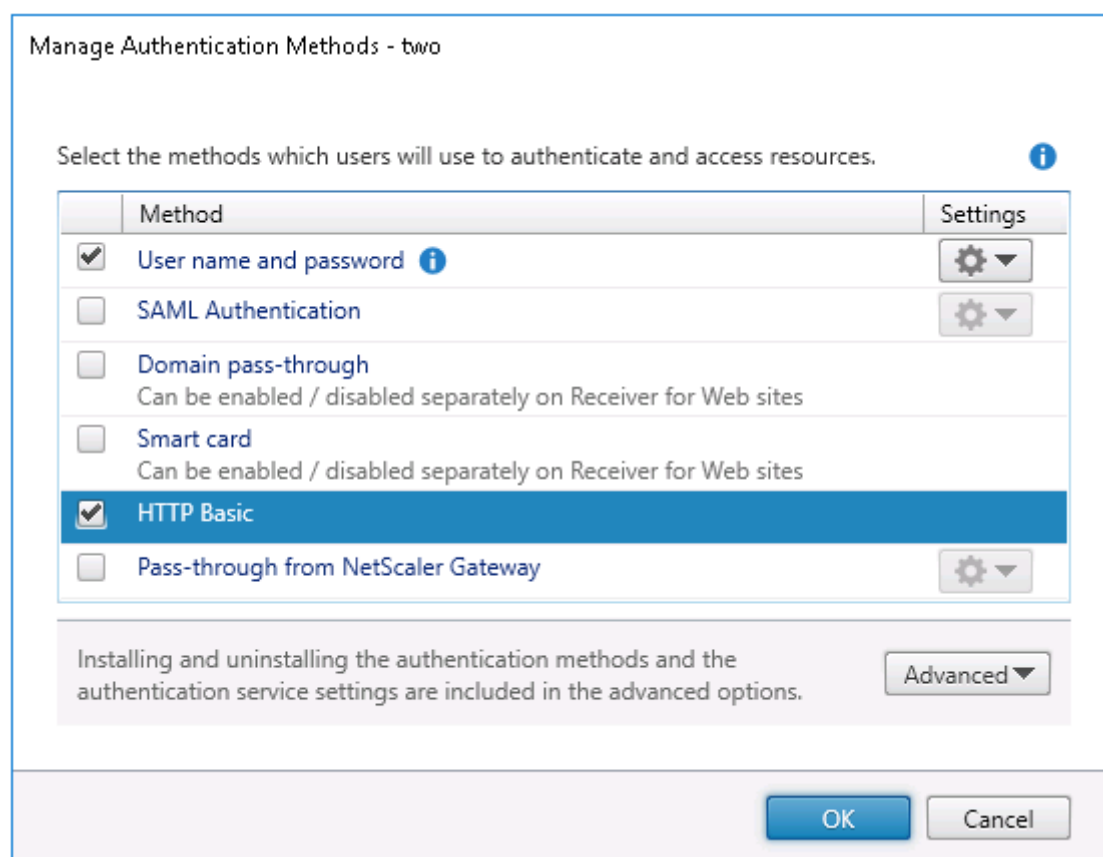 Manage Authentication Methods - two
Select the methods which users will use to authenticate and access resources.
Method Settings
User name and password
SAML Authentication
Domain pass-through
Can be enabled / disabled separately on Receiver for Web sites
Smart card
Can be enabled / disabled separately on Receiver for Web sites
HTTP Basic
Pass-through from NetScaler Gateway
Installing and uninstalling the authentication methods and the
authentication service settings are included in the advanced options.
Advanced
OK Cancel